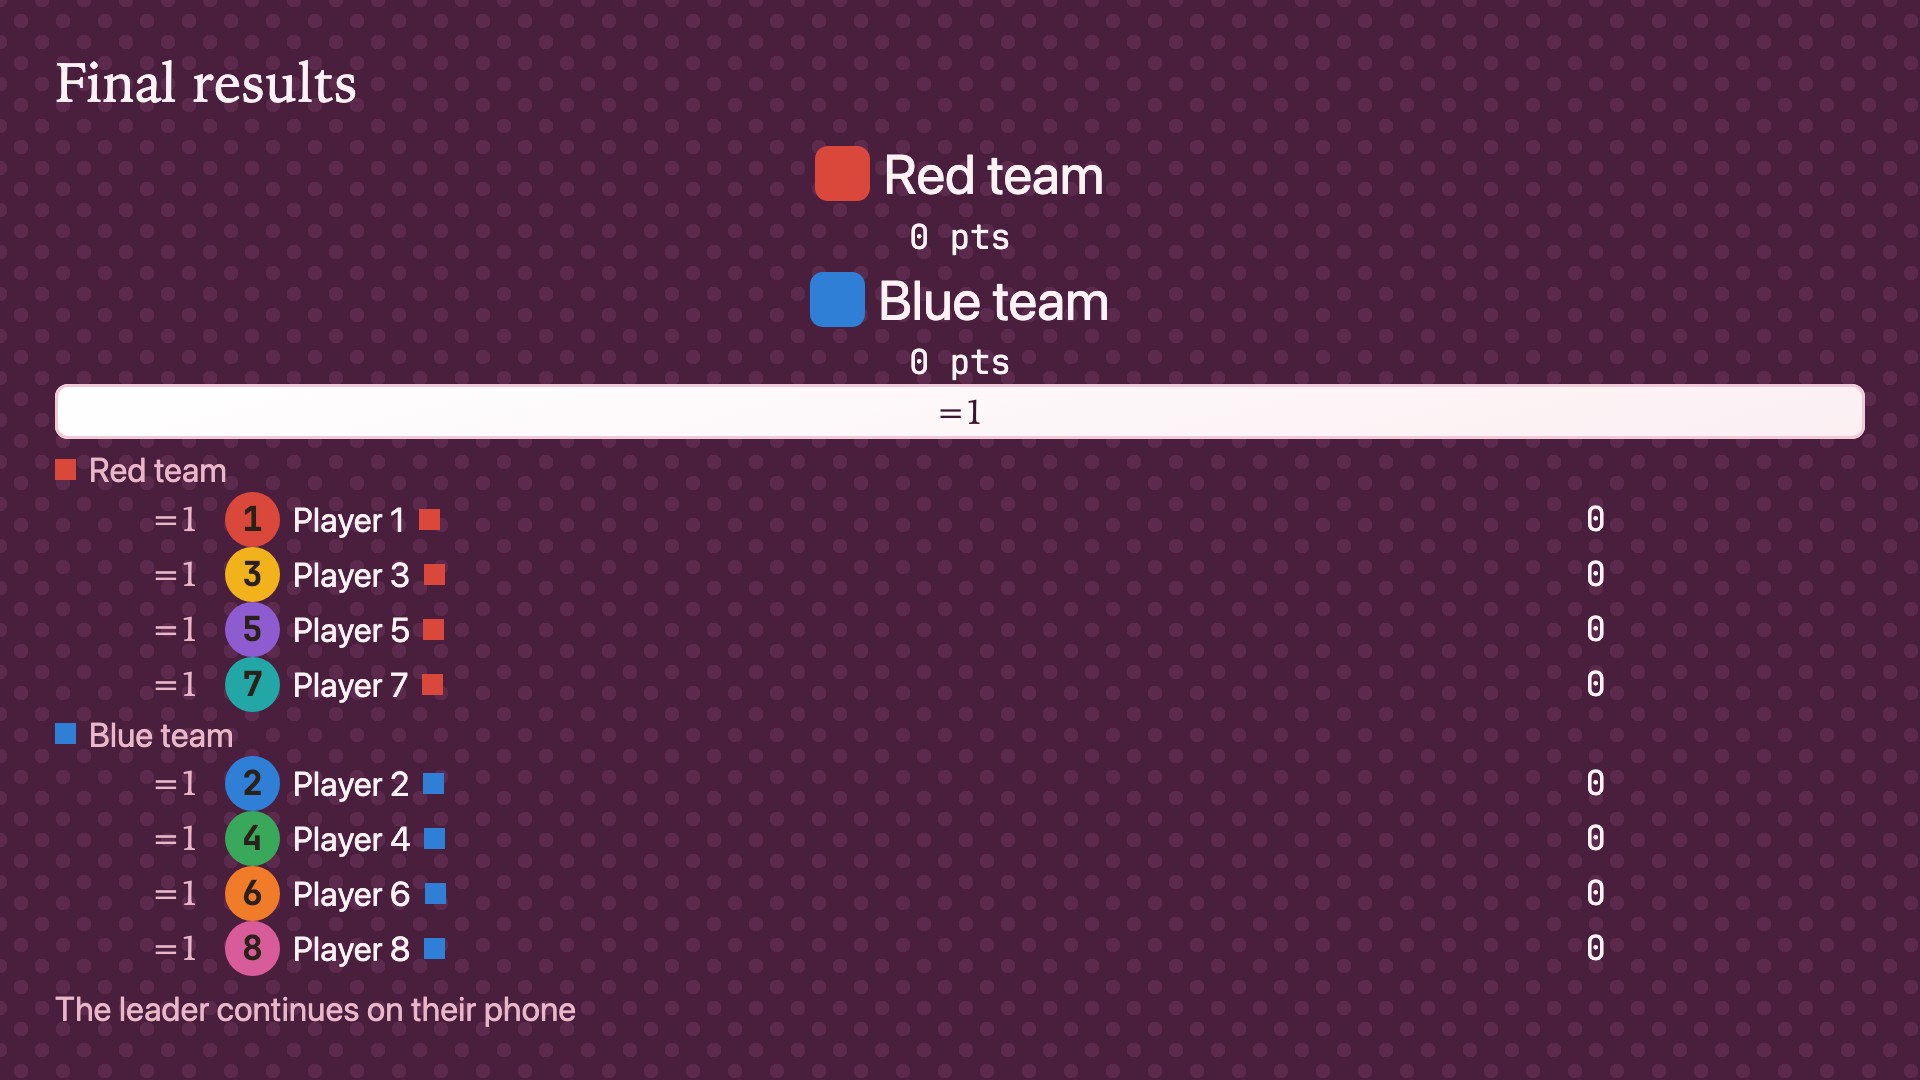 Final results
Red team
0 pts
Blue team
0 pts
=1
Red team
=1 1 Player 1 0
=1 3 Player 3 0
=1 5 Player 5 0
=1 7 Player 7 0
Blue team
=1 2 Player 2 0
=1 4 Player 4 0
=1 6 Player 6 0
=1 8 Player 8 0
The leader continues on their phone